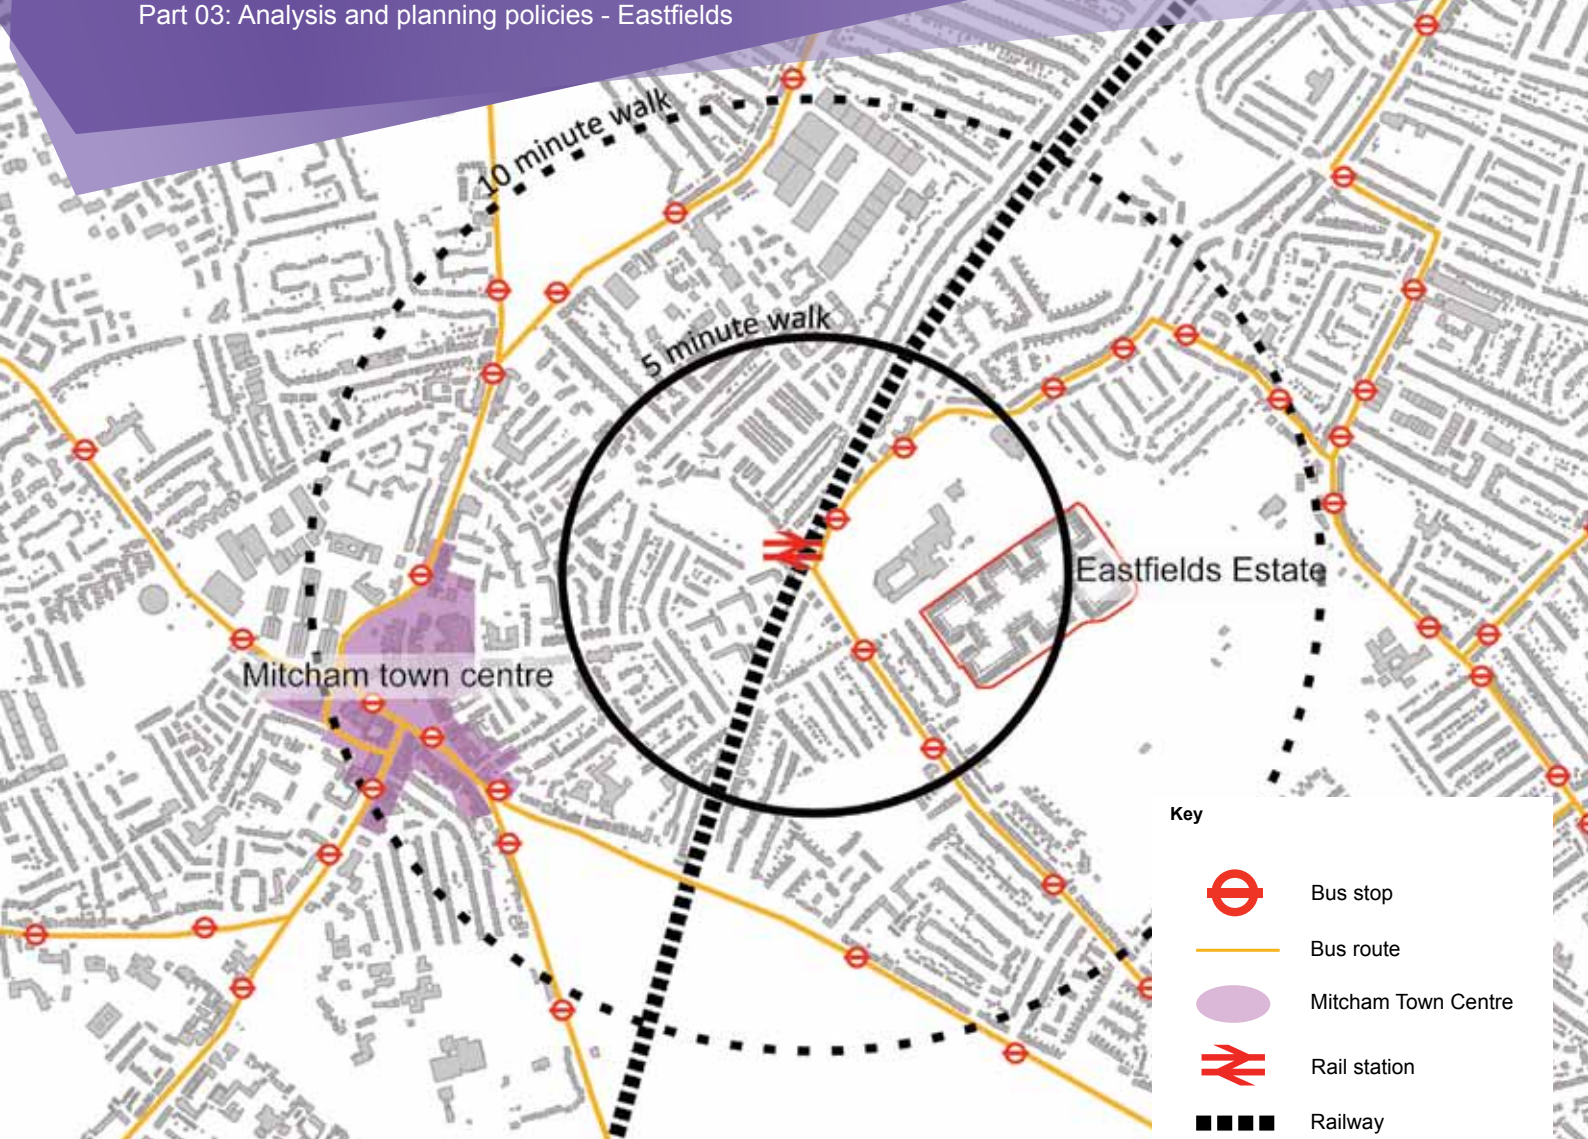 Part 03: Analysis and planning policies - Eastfields
10 minute walk
5 minute walk
Eastfields Estate
Mitcham town centre
Key
Bus stop
Bus route
Mitcham Town Centre
Rail station
Railway